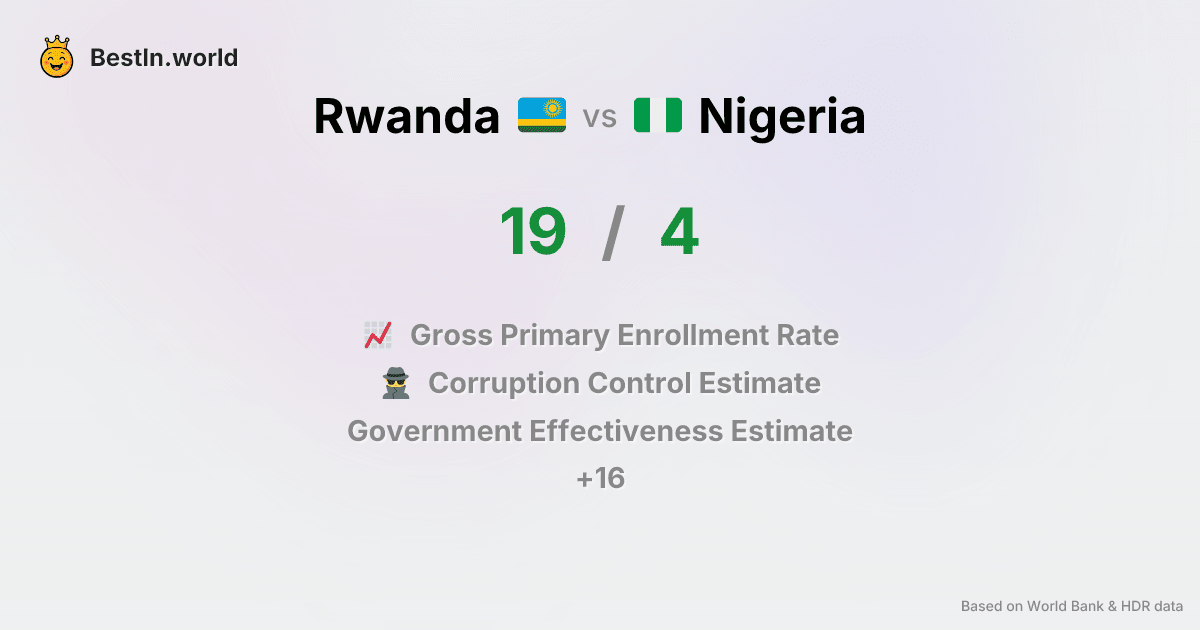 BestIn.world
Rwanda vs Nigeria
19 / 4
Gross Primary Enrollment Rate
Corruption Control Estimate
Government Effectiveness Estimate
+16
Based on World Bank & HDR data